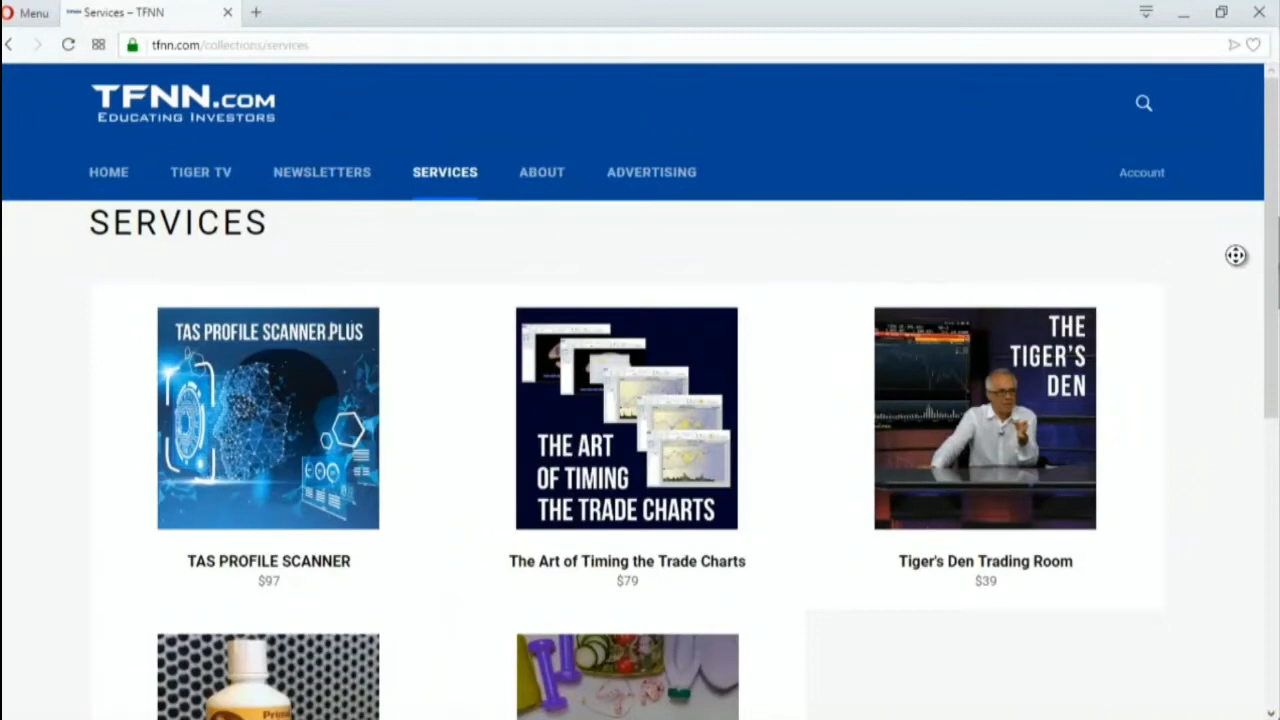 Menu
Services – TFNN
tfnn.com/collections/services
TFNN.COM
EDUCATING INVESTORS
HOME TIGER TV NEWSLETTERS SERVICES ABOUT ADVERTISING Account
SERVICES
TAS PROFILE SCANNER PLUS
THE ART
OF TIMING
THE TRADE CHARTS
THE
TIGER'S
DEN
TAS PROFILE SCANNER
$97
The Art of Timing the Trade Charts
$79
Tiger's Den Trading Room
$39